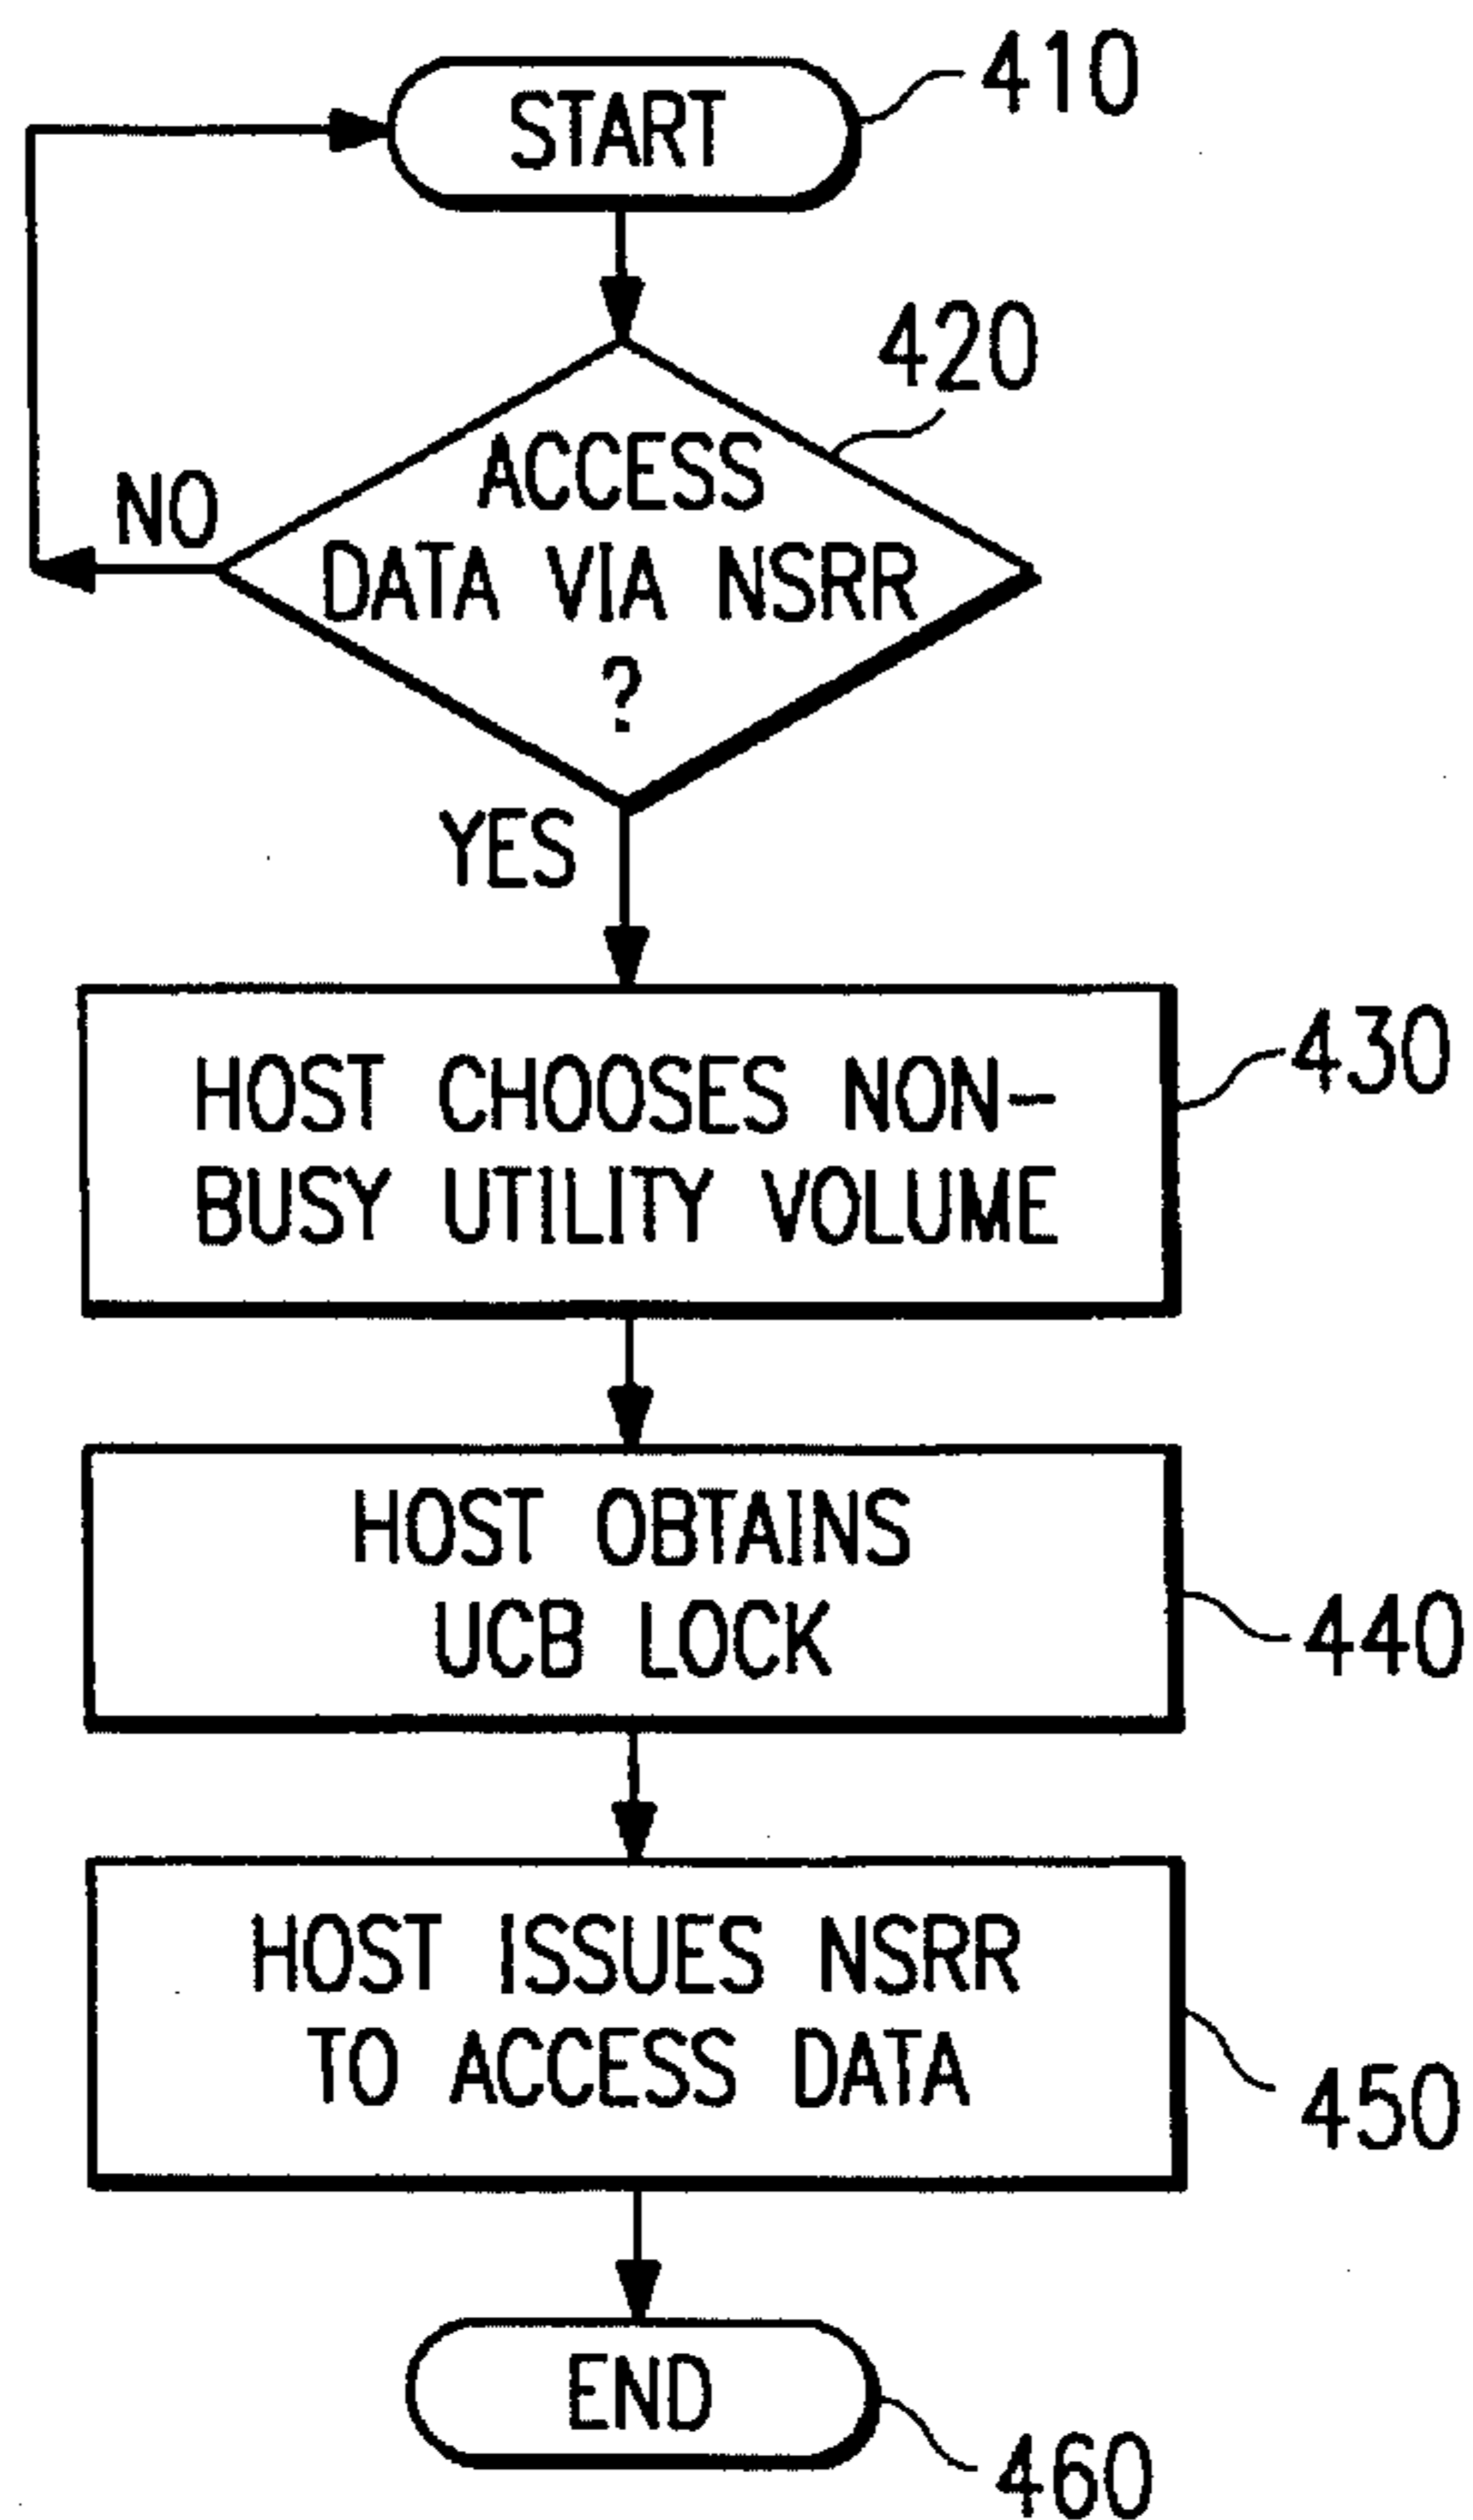 START
410
420
ACCESS
DATA VIA NSRR
?
NO
YES
HOST CHOOSES NON-
BUSY UTILITY VOLUME
430
HOST OBTAINS
UCB LOCK
440
HOST ISSUES NSRR
TO ACCESS DATA
450
END
460